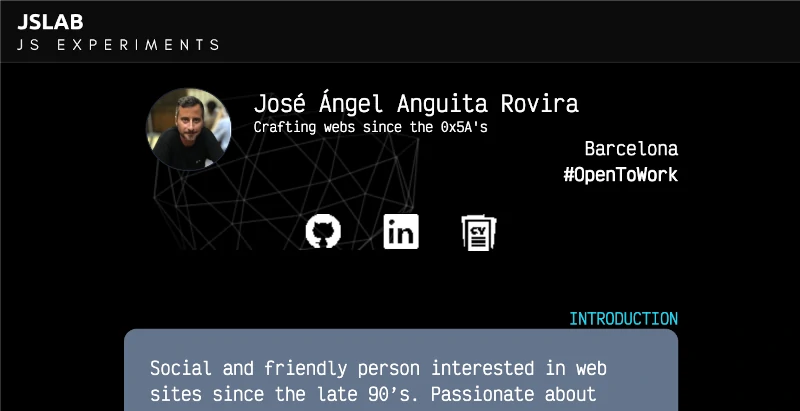 JSLAB
JS EXPERIMENTS
José Ángel Anguita Rovira
Crafting webs since the 0x5A's
Barcelona
#OpenToWork
in
CV
INTRODUCTION
Social and friendly person interested in web
sites since the late 90’s. Passionate about